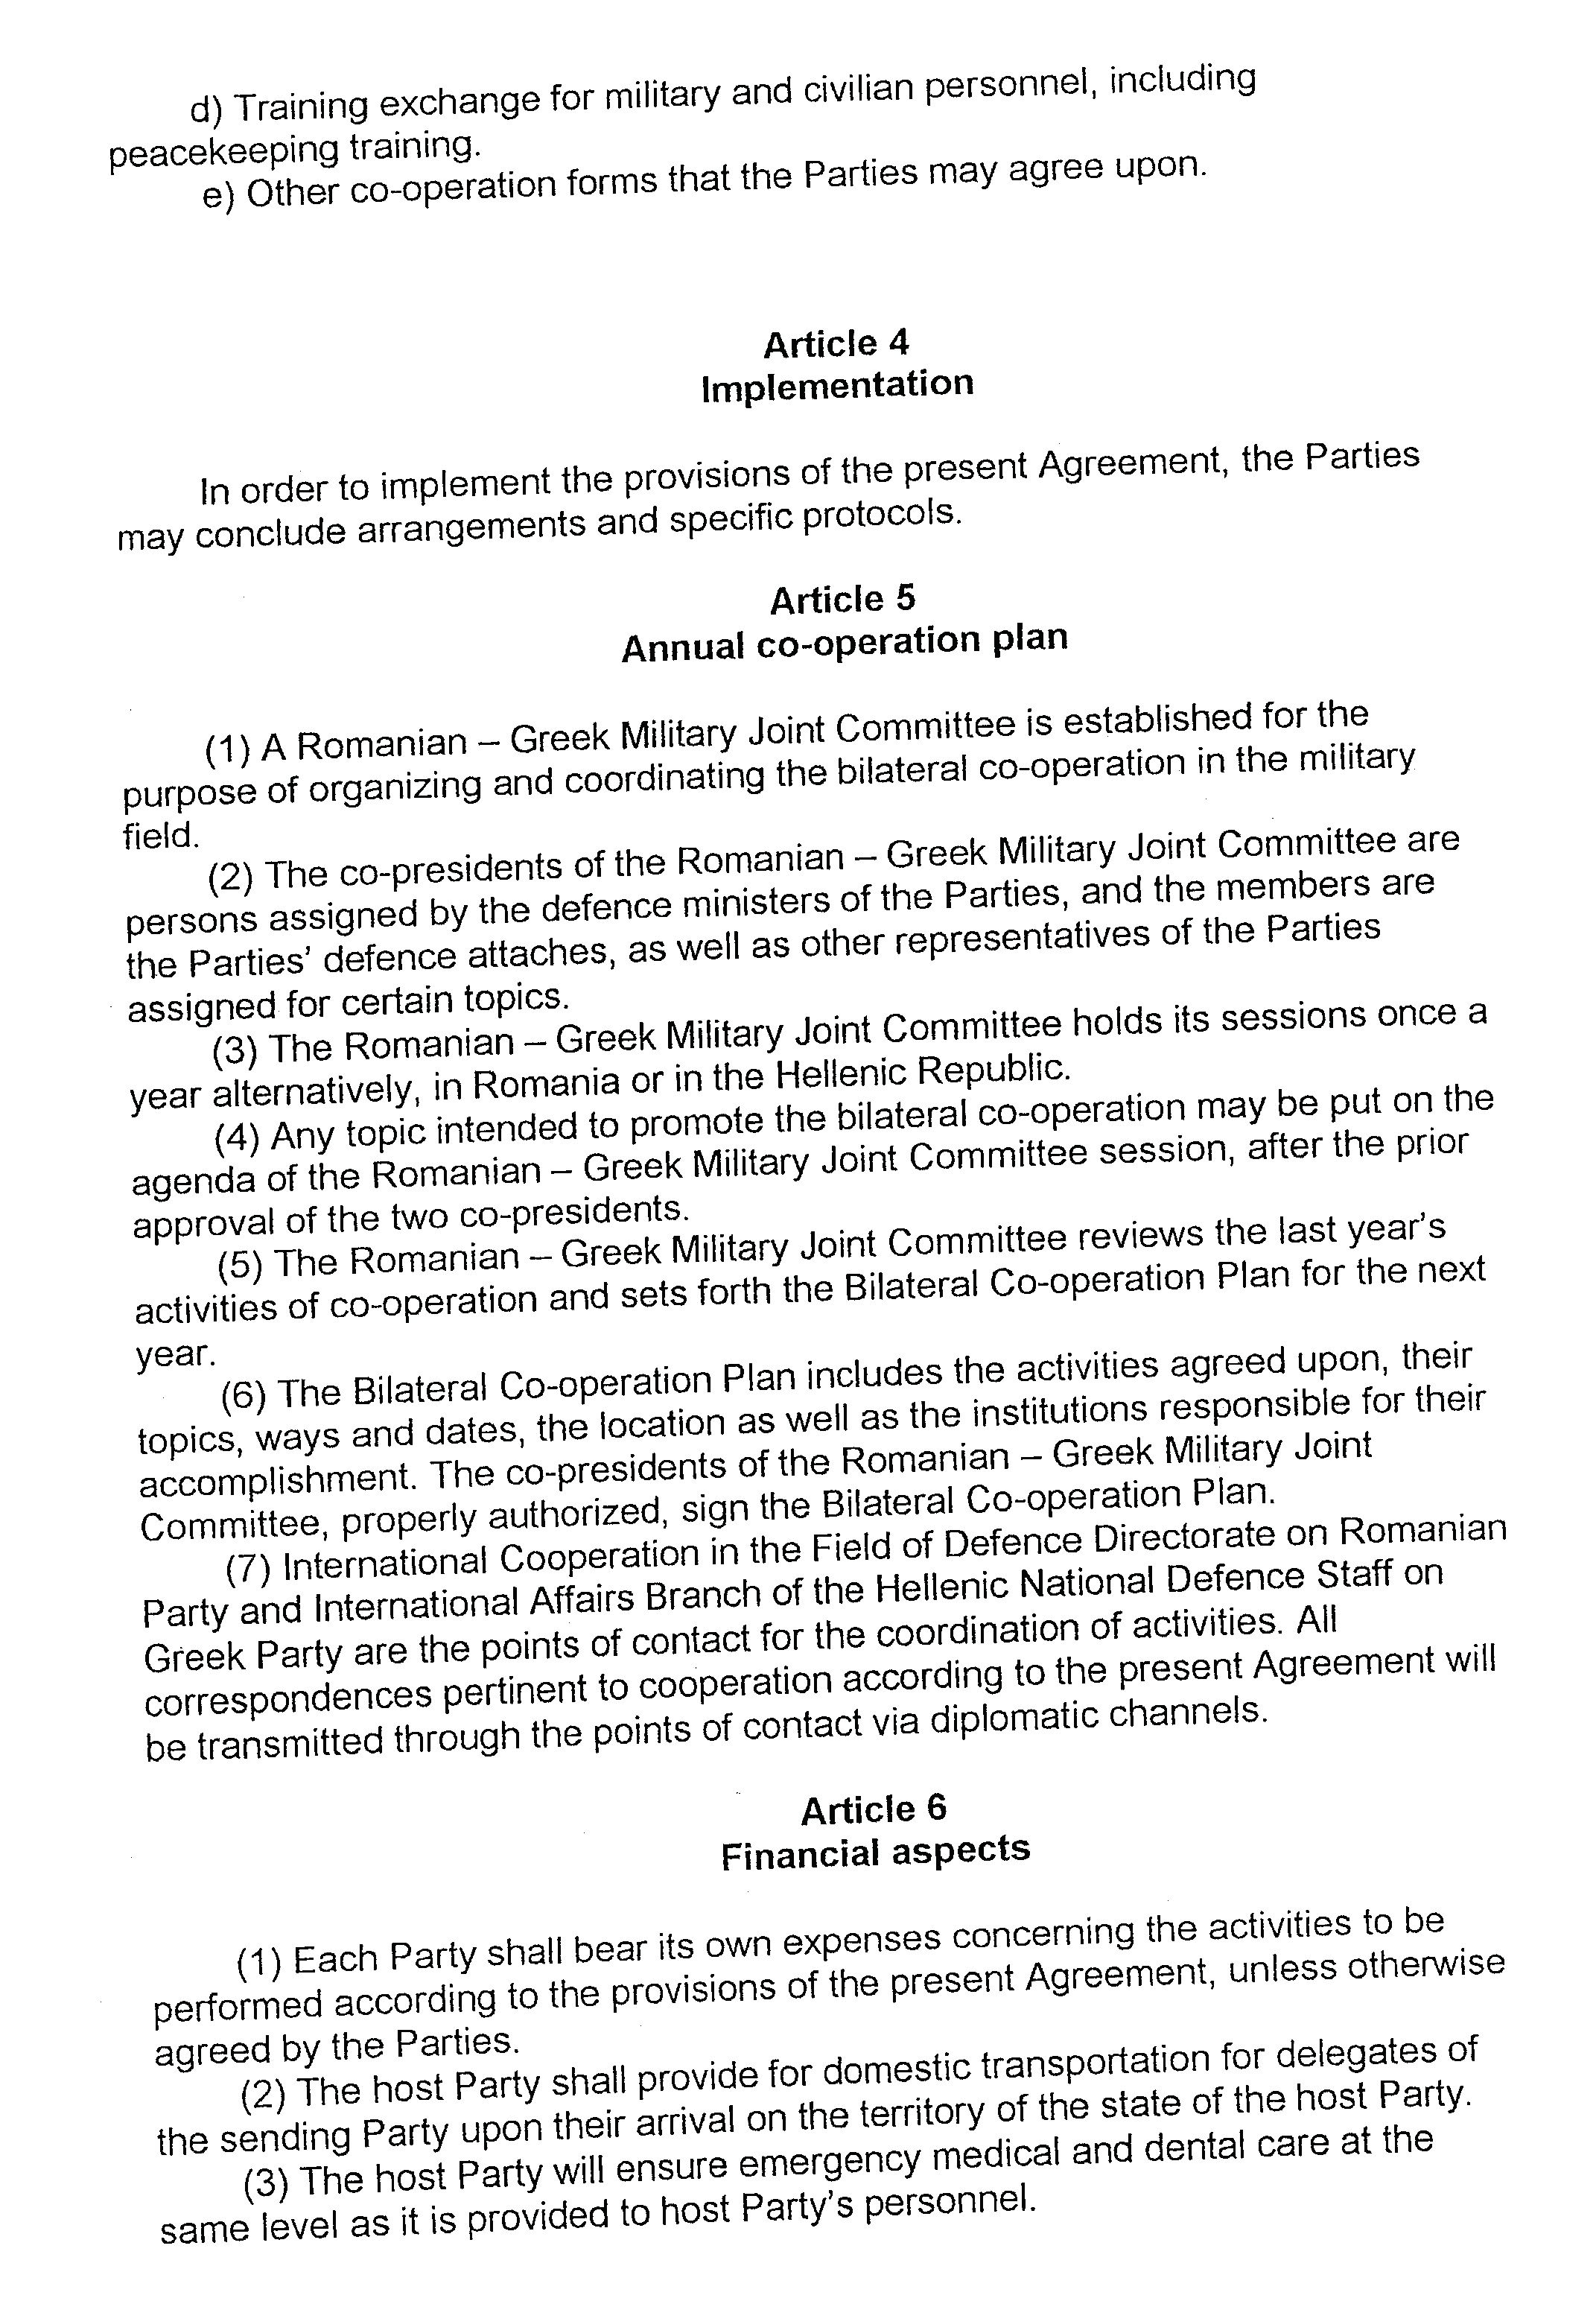 d) Training exchange for military and civilian personnel, including
peacekeeping training.
e) Other co-operation forms that the Parties may agree upon.
Article 4
Implementation
In order to implement the provisions of the present Agreement, the Parties
may conclude arrangements and specific protocols.
Article 5
Annual co-operation plan
(1) A Romanian – Greek Military Joint Committee is established for the
purpose of organizing and coordinating the bilateral co-operation in the military
field.
(2) The co-presidents of the Romanian – Greek Military Joint Committee are
persons assigned by the defence ministers of the Parties, and the members are
the Parties' defence attaches, as well as other representatives of the Parties
assigned for certain topics.
(3) The Romanian – Greek Military Joint Committee holds its sessions once a
year alternatively, in Romania or in the Hellenic Republic.
(4) Any topic intended to promote the bilateral co-operation may be put on the
agenda of the Romanian – Greek Military Joint Committee session, after the prior
approval of the two co-presidents.
(5) The Romanian – Greek Military Joint Committee reviews the last year's
activities of co-operation and sets forth the Bilateral Co-operation Plan for the next
year.
(6) The Bilateral Co-operation Plan includes the activities agreed upon, their
topics, ways and dates, the location as well as the institutions responsible for their
accomplishment. The co-presidents of the Romanian – Greek Military Joint
Committee, properly authorized, sign the Bilateral Co-operation Plan.
(7) International Cooperation in the Field of Defence Directorate on Romanian
Party and International Affairs Branch of the Hellenic National Defence Staff on
Greek Party are the points of contact for the coordination of activities. All
correspondences pertinent to cooperation according to the present Agreement will
be transmitted through the points of contact via diplomatic channels.
Article 6
Financial aspects
(1) Each Party shall bear its own expenses concerning the activities to be
performed according to the provisions of the present Agreement, unless otherwise
agreed by the Parties.
(2) The host Party shall provide for domestic transportation for delegates of
the sending Party upon their arrival on the territory of the state of the host Party.
(3) The host Party will ensure emergency medical and dental care at the
same level as it is provided to host Party's personnel.